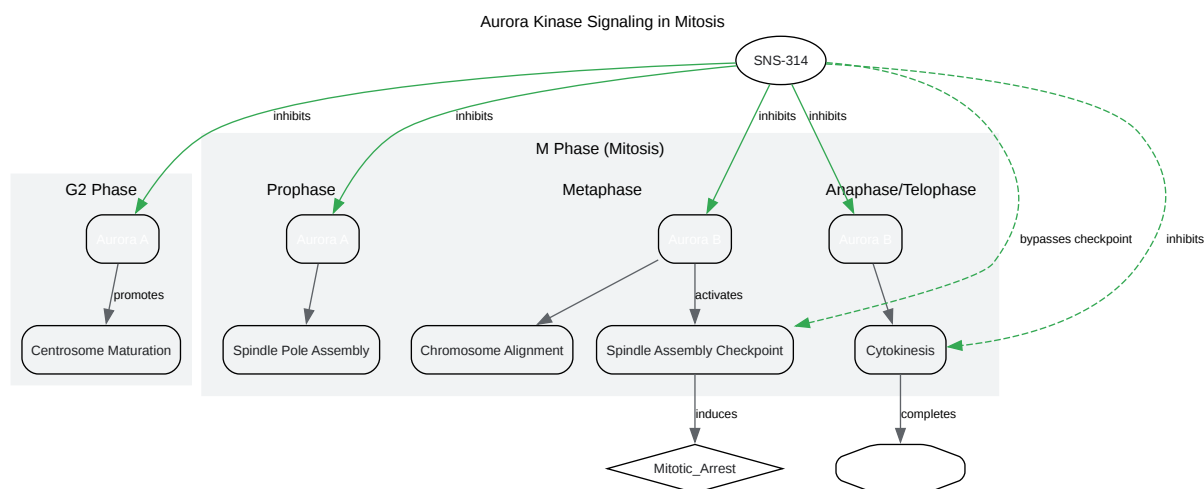 Aurora Kinase Signaling in Mitosis
SNS-314
inhibits
inhibits
inhibits
inhibits
M Phase (Mitosis)
G2 Phase
Prophase
Metaphase
Anaphase/Telophase
Aurora A
Aurora A
Aurora B
Aurora B
bypasses checkpoint
inhibits
promotes
activates
Centrosome Maturation
Spindle Pole Assembly
Chromosome Alignment
Spindle Assembly Checkpoint
Cytokinesis
induces
completes
Mitotic_Arrest